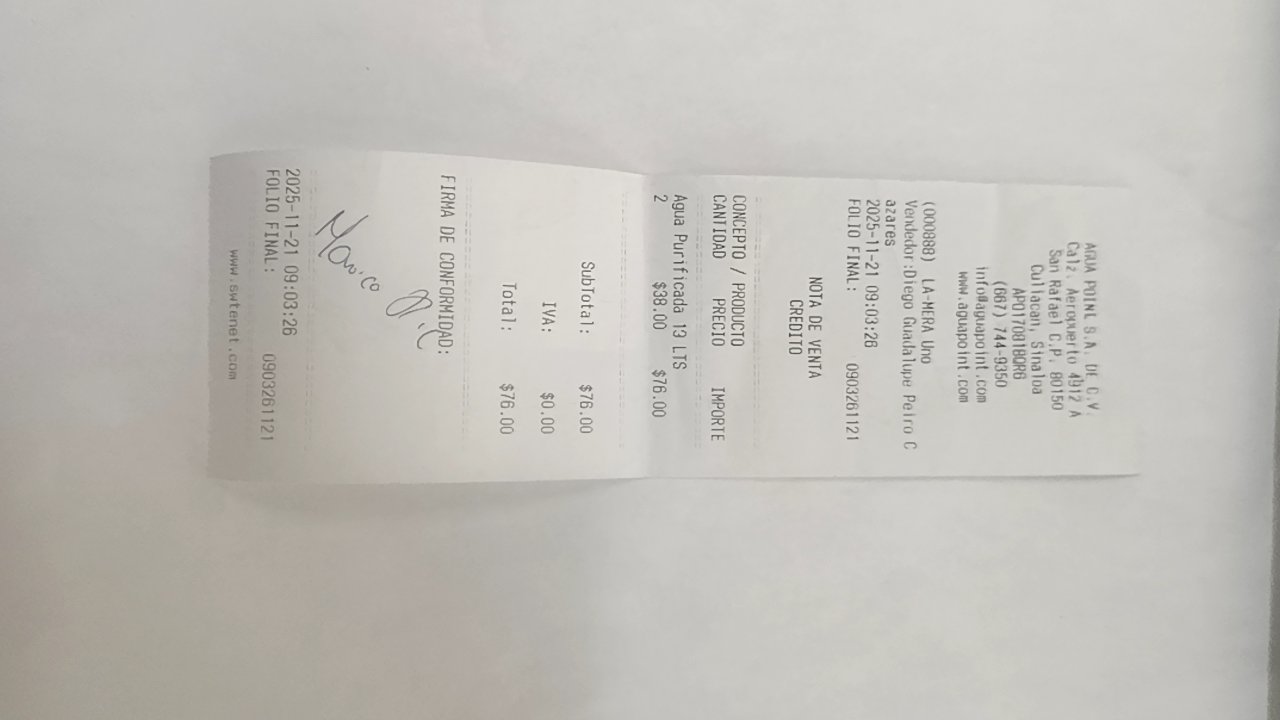 AGUA POINT S.A. DE C.V.
Calz. Aeropuerto 4912 A
San Rafael C.P. 80150
Culiacan, Sinaloa
APO170818QR6
(667) 744-9350
info@aguapoint.com
www.aguapoint.com
(000888) LA-MERA Uno
Vendedor:Diego Guadalupe Peiro C
azares
2025-11-21 09:03:26
FOLIO FINAL: 0903261121
NOTA DE VENTA
CREDITO
CONCEPTO / PRODUCTO
CANTIDAD PRECIO IMPORTE
Agua Purificada 19 LTS
2 $38.00 $76.00
SubTotal: $76.00
IVA: $0.00
Total: $76.00
FIRMA DE CONFORMIDAD:
2025-11-21 09:03:26
FOLIO FINAL: 0903261121
www.swtenet.com